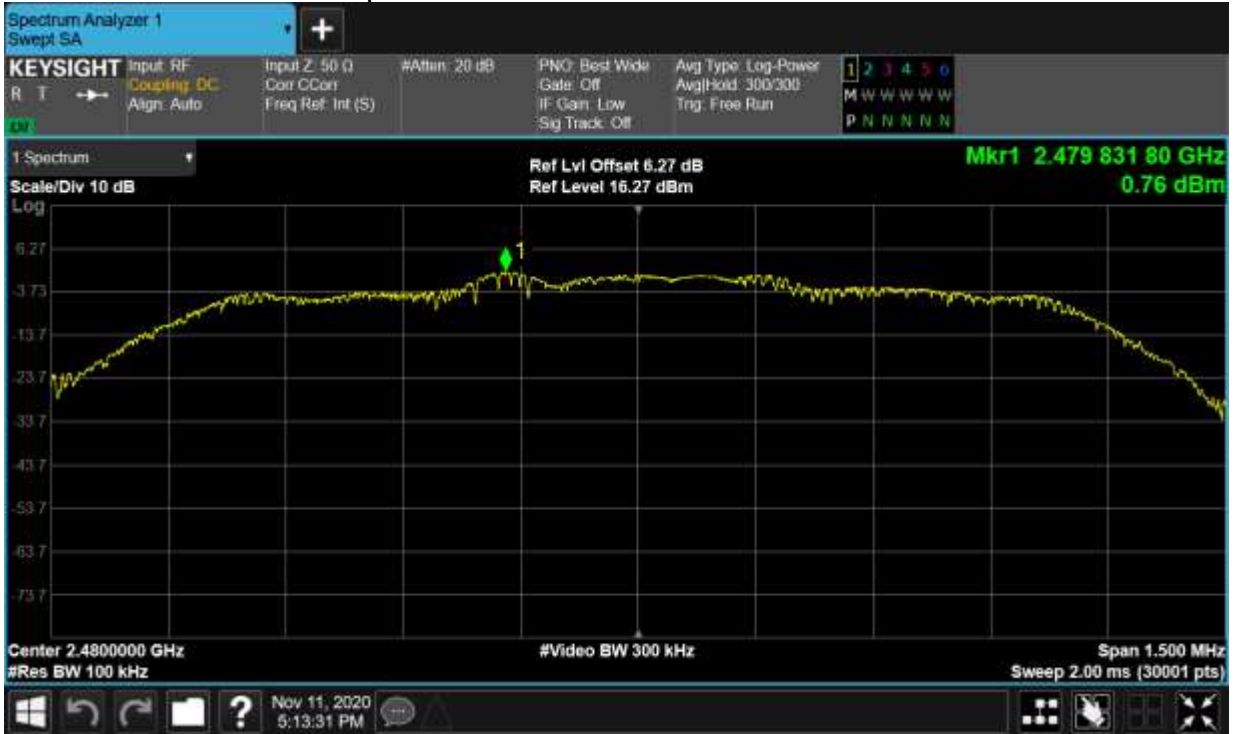 Spectrum Analyzer 1
Swept SA
+
KEYSIGHT
R T
Input: RF
Coupling: DC
Align: Auto
Input Z: 50 Ω
Corr CCorr
Freq Ref: Int (S)
#Atten: 20 dB
PNO: Best Wide
Gate: Off
IF Gain: Low
Sig Track: Off
Avg Type: Log-Power
Avg|Hold: 300/300
Trig: Free Run
1 2 3 4 5 6
M W W W W W
P N N N N N
1 Spectrum
Scale/Div 10 dB
Log
Ref Lvl Offset 6.27 dB
Ref Level 16.27 dBm
Mkr1 2.479 831 80 GHz
0.76 dBm
1
6.27
-3.73
-13.7
-23.7
-33.7
-43.7
-53.7
-63.7
-73.7
Center 2.4800000 GHz
#Res BW 100 kHz
#Video BW 300 kHz
Span 1.500 MHz
Sweep 2.00 ms (30001 pts)
?
Nov 11, 2020
5:13:31 PM